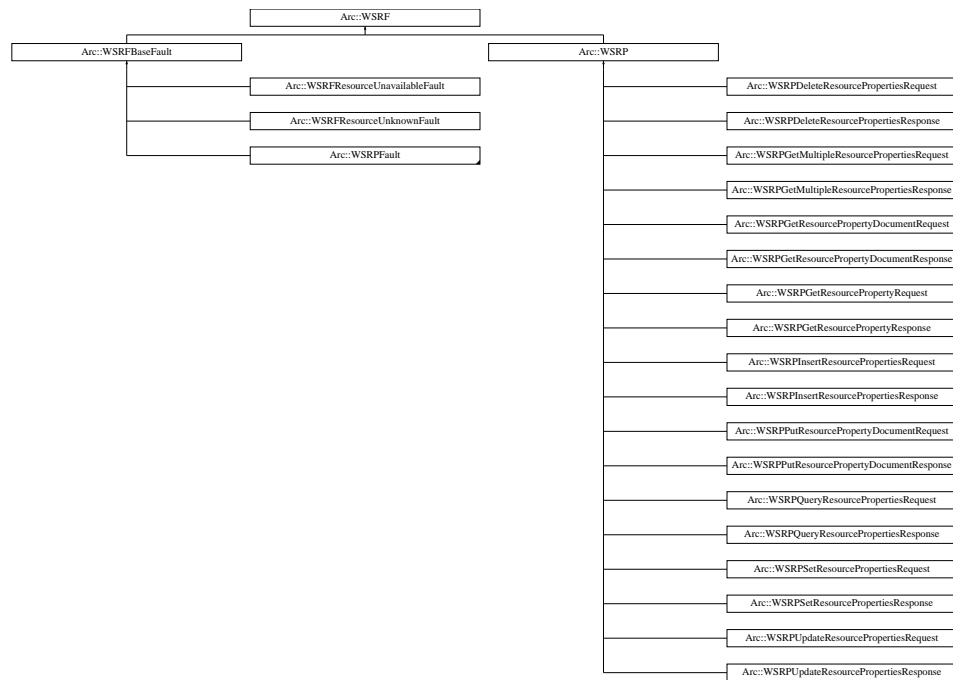 Arc::WSRF
Arc::WSRFBaseFault
Arc::WSRP
Arc::WSRFResourceUnavailableFault
Arc::WSRPDeleteResourcePropertiesRequest
Arc::WSRFResourceUnknownFault
Arc::WSRPDeleteResourcePropertiesResponse
Arc::WSRPFault
Arc::WSRPGetMultipleResourcePropertiesRequest
Arc::WSRPGetMultipleResourcePropertiesResponse
Arc::WSRPGetResourcePropertyDocumentRequest
Arc::WSRPGetResourcePropertyDocumentResponse
Arc::WSRPGetResourcePropertyRequest
Arc::WSRPGetResourcePropertyResponse
Arc::WSRPInsertResourcePropertiesRequest
Arc::WSRPInsertResourcePropertiesResponse
Arc::WSRPPutResourcePropertyDocumentRequest
Arc::WSRPPutResourcePropertyDocumentResponse
Arc::WSRPQueryResourcePropertiesRequest
Arc::WSRPQueryResourcePropertiesResponse
Arc::WSRPSetResourcePropertiesRequest
Arc::WSRPSetResourcePropertiesResponse
Arc::WSRPUpdateResourcePropertiesRequest
Arc::WSRPUpdateResourcePropertiesResponse